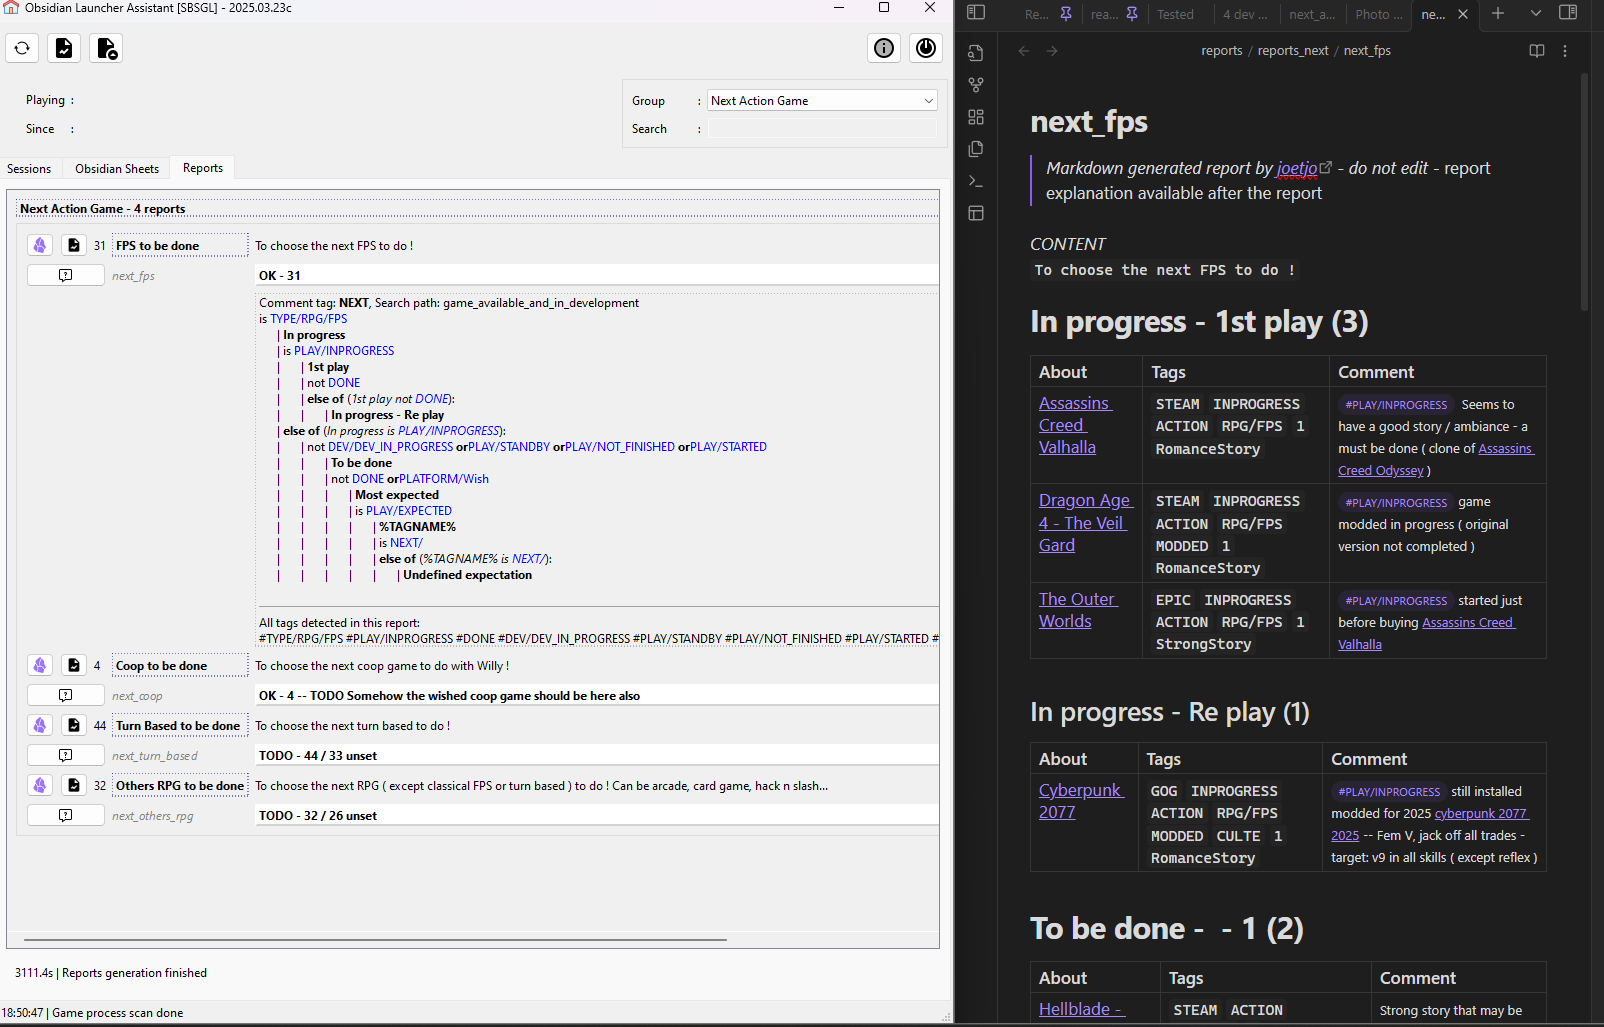 Obsidian Launcher Assistant [SBSGL] - 2025.03.23c
Playing :
Since :
Group : Next Action Game
Search :
Sessions Obsidian Sheets Reports
Next Action Game - 4 reports
31 FPS to be done To choose the next FPS to do !
next_fps OK - 31
Comment tag: NEXT, Search path: game_available_and_in_development
is TYPE/RPG/FPS
| In progress
| is PLAY/INPROGRESS
| | 1st play
| | not DONE
| | else of (1st play not DONE):
| | | In progress - Re play
| else of (In progress is PLAY/INPROGRESS):
| | not DEV/DEV_IN_PROGRESS orPLAY/STANDBY orPLAY/NOT_FINISHED orPLAY/STARTED
| | | To be done
| | | not DONE orPLATFORM/Wish
| | | | Most expected
| | | | is PLAY/EXPECTED
| | | | | %TAGNAME%
| | | | | is NEXT/
| | | | | else of (%TAGNAME% is NEXT/):
| | | | | | Undefined expectation
All tags detected in this report:
#TYPE/RPG/FPS #PLAY/INPROGRESS #DONE #DEV/DEV_IN_PROGRESS #PLAY/STANDBY #PLAY/NOT_FINISHED #PLAY/STARTED #
4 Coop to be done To choose the next coop game to do with Willy !
next_coop OK - 4 -- TODO Somehow the wished coop game should be here also
44 Turn Based to be done To choose the next turn based to do !
next_turn_based TODO - 44 / 33 unset
32 Others RPG to be done To choose the next RPG ( except classical FPS or turn based ) to do ! Can be arcade, card game, hack n slash...
next_others_rpg TODO - 32 / 26 unset
3111.4s | Reports generation finished
18:50:47 | Game process scan done
Re... rea... Tested 4 dev ... next_a... Photo ... ne...
reports / reports_next / next_fps
next_fps
Markdown generated report by joetjo - do not edit - report
explanation available after the report
CONTENT
To choose the next FPS to do !
In progress - 1st play (3)
About Tags Comment
Assassins STEAM INPROGRESS #PLAY/INPROGRESS Seems to
Creed ACTION RPG/FPS 1 have a good story / ambiance - a
Valhalla RomanceStory must be done ( clone of Assassins
Creed Odyssey )
Dragon Age STEAM INPROGRESS #PLAY/INPROGRESS game
4 - The Veil ACTION RPG/FPS modded in progress ( original
Gard MODDED 1 version not completed )
RomanceStory
The Outer EPIC INPROGRESS #PLAY/INPROGRESS started just
Worlds ACTION RPG/FPS 1 before buying Assassins Creed
StrongStory Valhalla
In progress - Re play (1)
About Tags Comment
Cyberpunk GOG INPROGRESS #PLAY/INPROGRESS still installed
2077 ACTION RPG/FPS modded for 2025 cyberpunk 2077
MODDED CULTE 1 2025 -- Fem V, jack off all trades -
RomanceStory target: v9 in all skills ( except reflex )
To be done - - 1 (2)
About Tags Comment
Hellblade - STEAM ACTION Strong story that may be